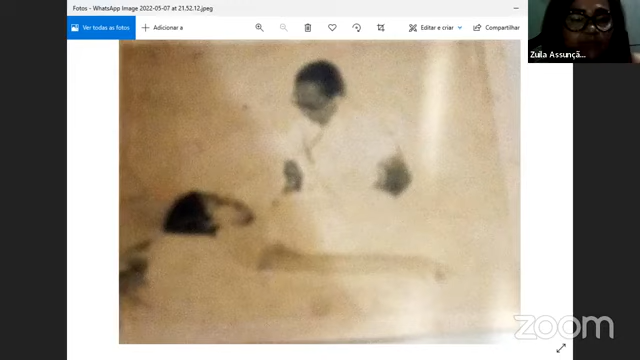 Fotos - WhatsApp Image 2022-05-07 at 21.52.12.jpeg
Ver todas as fotos
Adicionar a
Editar e criar
Compartilhar
Zuila Assunçã...
zoom